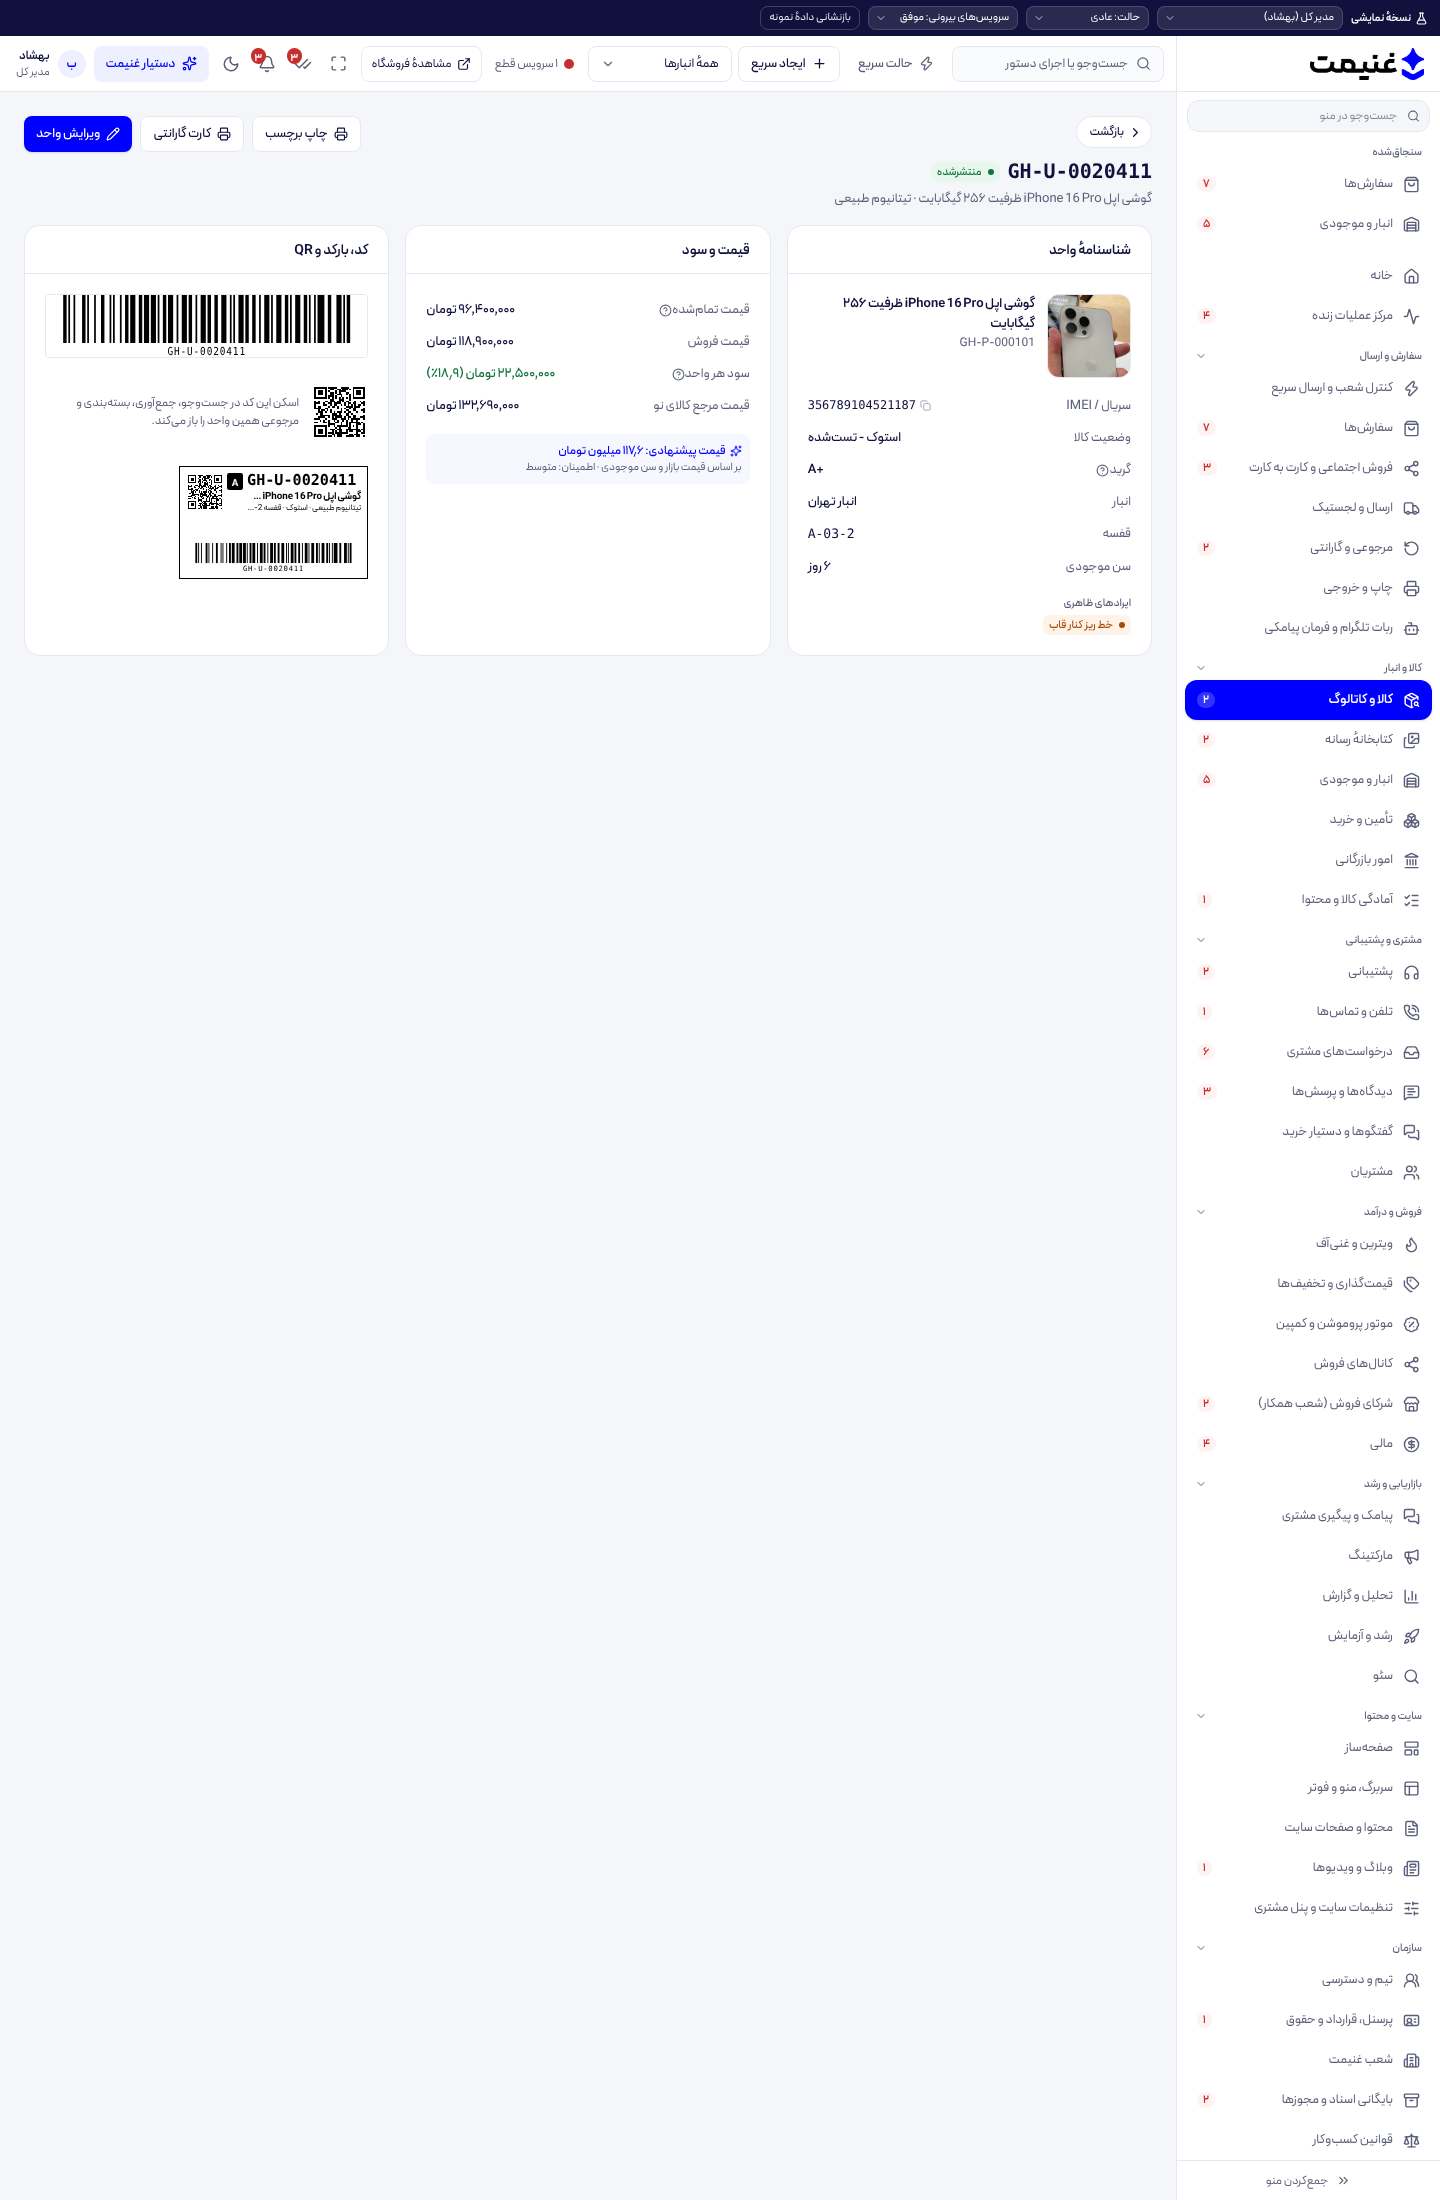 نسخهٔ نمایشی
مدیر کل (بهشاد)
حالت: عادی
سرویس‌های بیرونی: موفق
بازنشانی دادهٔ نمونه
غنیمت
جست‌وجو یا اجرای دستور
حالت سریع
ایجاد سریع
همهٔ انبارها
۱ سرویس قطع
مشاهدهٔ فروشگاه
۳
۳
دستیار غنیمت
ب
بهشاد
مدیر کل
جست‌وجو در منو
سنجاق‌شده
سفارش‌ها ۷
انبار و موجودی ۵
خانه
مرکز عملیات زنده ۴
سفارش و ارسال
کنترل شعب و ارسال سریع
سفارش‌ها ۷
فروش اجتماعی و کارت به کارت ۳
ارسال و لجستیک
مرجوعی و گارانتی ۲
چاپ و خروجی
ربات تلگرام و فرمان پیامکی
کالا و انبار
کالا و کاتالوگ ۲
کتابخانهٔ رسانه ۲
انبار و موجودی ۵
تأمین و خرید
امور بازرگانی
آمادگی کالا و محتوا ۱
مشتری و پشتیبانی
پشتیبانی ۲
تلفن و تماس‌ها ۱
درخواست‌های مشتری ۶
دیدگاه‌ها و پرسش‌ها ۳
گفتگوها و دستیار خرید
مشتریان
فروش و درآمد
ویترین و غنی‌آف
قیمت‌گذاری و تخفیف‌ها
موتور پروموشن و کمپین
کانال‌های فروش
شرکای فروش (شعب همکار) ۲
مالی ۴
بازاریابی و رشد
پیامک و پیگیری مشتری
مارکتینگ
تحلیل و گزارش
رشد و آزمایش
سئو
سایت و محتوا
صفحه‌ساز
سربرگ، منو و فوتر
محتوا و صفحات سایت
وبلاگ و ویدیوها ۱
تنظیمات سایت و پنل مشتری
سازمان
تیم و دسترسی
پرسنل، قرارداد و حقوق ۱
شعب غنیمت
بایگانی اسناد و مجوزها ۲
قوانین کسب‌وکار
جمع‌کردن منو
بازگشت
GH-U-0020411 منتشرشده
گوشی اپل iPhone 16 Pro ظرفیت ۲۵۶ گیگابایت · تیتانیوم طبیعی
چاپ برچسب
کارت گارانتی
ویرایش واحد
شناسنامهٔ واحد
گوشی اپل iPhone 16 Pro ظرفیت ۲۵۶
گیگابایت
GH-P-000101
سریال / IMEI 356789104521187
وضعیت کالا استوک - تست‌شده
گرید A+
انبار انبار تهران
قفسه A-03-2
سن موجودی ۶ روز
ایرادهای ظاهری
خط ریز کنار قاب
قیمت و سود
قیمت تمام‌شده ۹۶,۴۰۰,۰۰۰ تومان
قیمت فروش ۱۱۸,۹۰۰,۰۰۰ تومان
سود هر واحد ۲۲,۵۰۰,۰۰۰ تومان (۱۸٫۹٪)
قیمت مرجع کالای نو ۱۳۲,۶۹۰,۰۰۰ تومان
قیمت پیشنهادی: ۱۱۷٫۶ میلیون تومان
بر اساس قیمت بازار و سن موجودی · اطمینان: متوسط
کد، بارکد و QR
GH-U-0020411
اسکن این کد در جست‌وجو، جمع‌آوری، بسته‌بندی و
مرجوعی همین واحد را باز می‌کند.
GH-U-0020411 A
گوشی اپل iPhone 16 Pro ...
تیتانیوم طبیعی · استوک · قفسه 2-...
GH-U-0020411